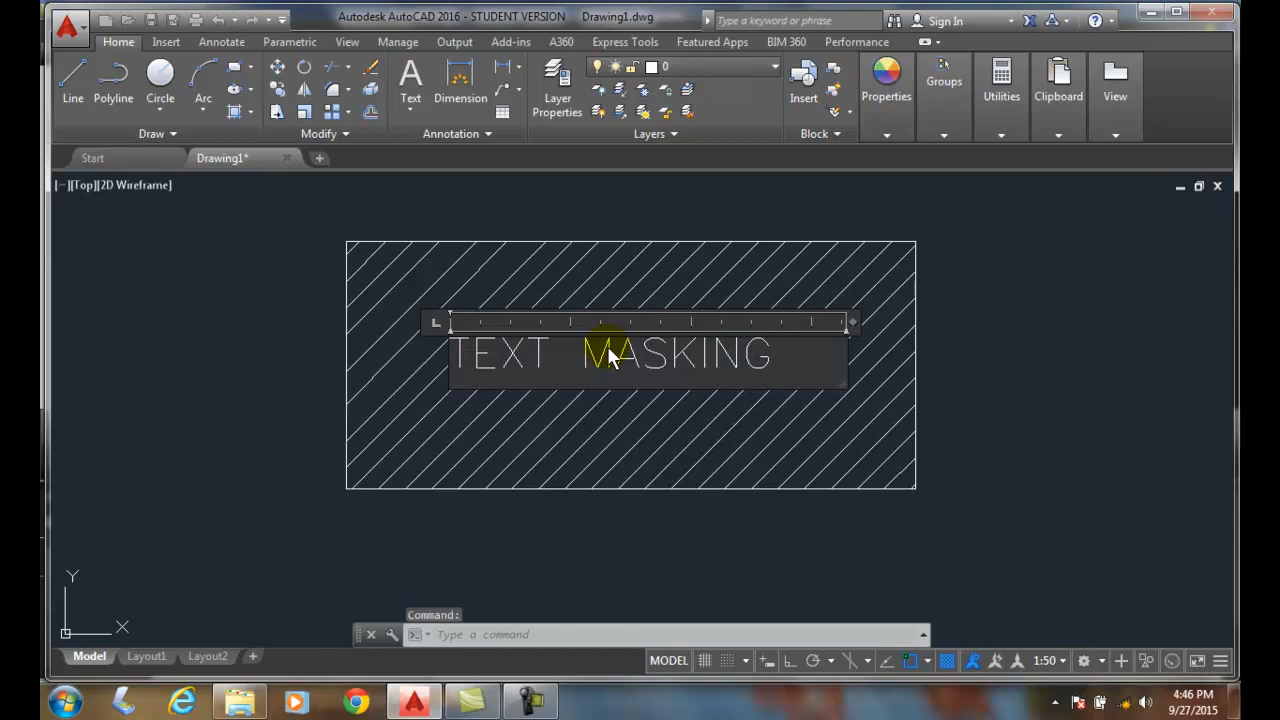 Autodesk AutoCAD 2016 - STUDENT VERSION Drawing1.dwg
Type a keyword or phrase
Sign In
Home Insert Annotate Parametric View Manage Output Add-ins A360 Express Tools Featured Apps BIM 360 Performance
Line Polyline Circle Arc
Draw
Modify
A
Text Dimension
Annotation
Layer Properties
0
Layers
Insert
Block
Properties
Groups
Utilities
Clipboard
View
Start Drawing1*
[−][Top][2D Wireframe]
TEXT MASKING
Y
X
Command:
Type a command
Model Layout1 Layout2
MODEL
1:50
4:46 PM
9/27/2015